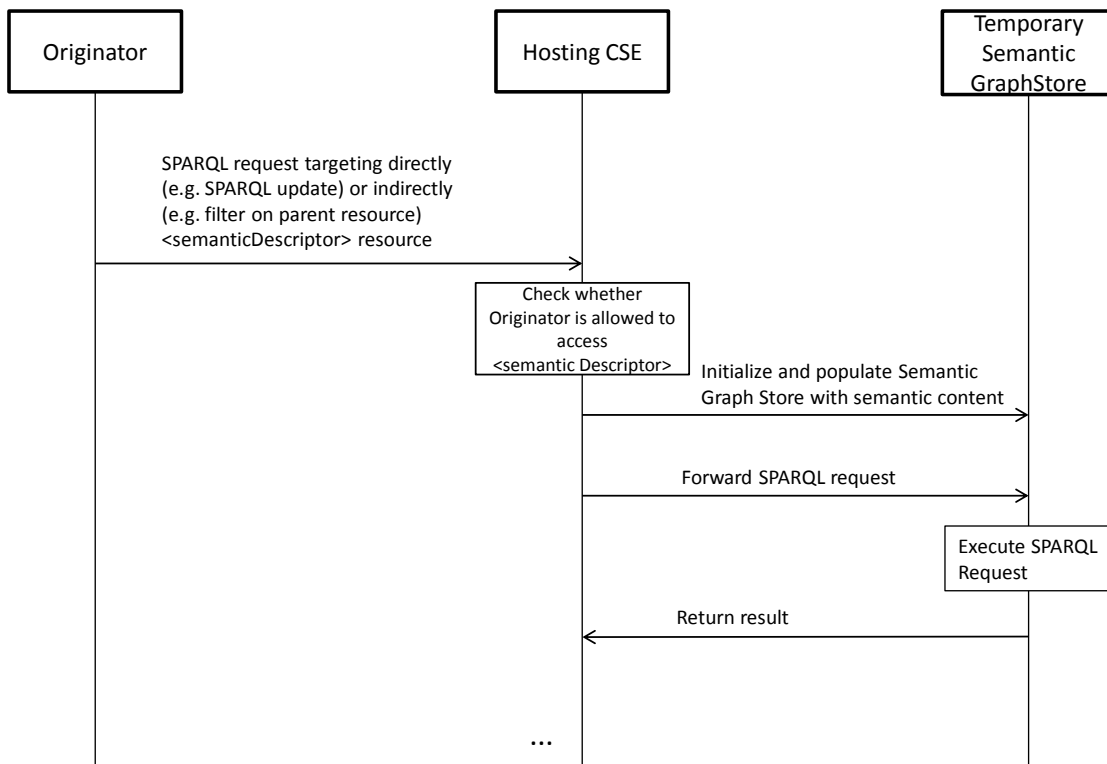 Originator
Hosting CSE
Temporary
Semantic
GraphStore
SPARQL request targeting directly
(e.g. SPARQL update) or indirectly
(e.g. filter on parent resource)
<semanticDescriptor> resource
Check whether
Originator is allowed to
access
<semantic Descriptor>
Initialize and populate Semantic
Graph Store with semantic content
Forward SPARQL request
Execute SPARQL
Request
Return result
...